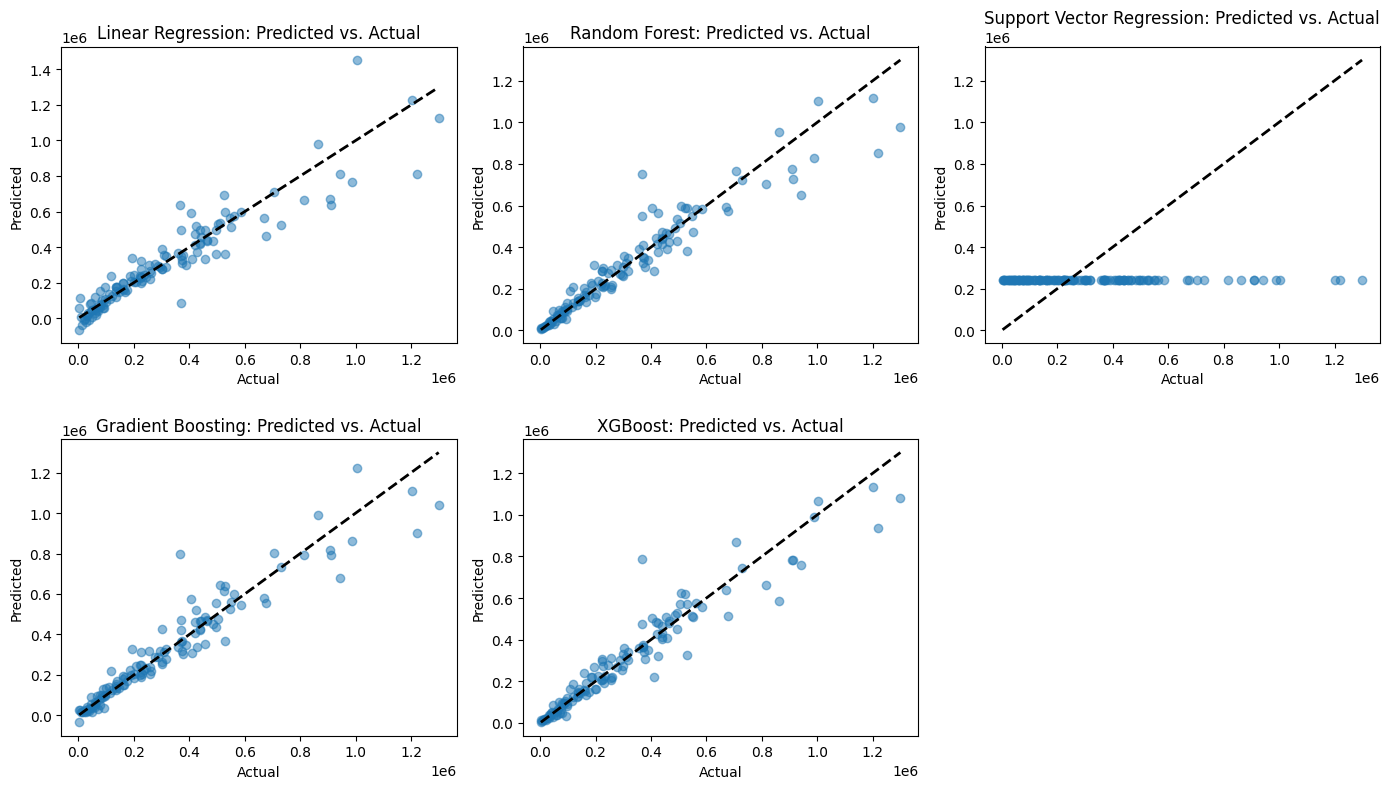 Linear Regression: Predicted vs. Actual
1e6
1.4
1.2
1.0
0.8
0.6
0.4
0.2
0.0
Predicted
0.0 0.2 0.4 0.6 0.8 1.0 1.2
Actual
1e6
Random Forest: Predicted vs. Actual
1e6
1.2
1.0
0.8
0.6
0.4
0.2
0.0
Predicted
0.0 0.2 0.4 0.6 0.8 1.0 1.2
Actual
1e6
Support Vector Regression: Predicted vs. Actual
1e6
1.2
1.0
0.8
0.6
0.4
0.2
0.0
Predicted
0.0 0.2 0.4 0.6 0.8 1.0 1.2
Actual
1e6
Gradient Boosting: Predicted vs. Actual
1e6
1.2
1.0
0.8
0.6
0.4
0.2
0.0
Predicted
0.0 0.2 0.4 0.6 0.8 1.0 1.2
Actual
1e6
XGBoost: Predicted vs. Actual
1e6
1.2
1.0
0.8
0.6
0.4
0.2
0.0
Predicted
0.0 0.2 0.4 0.6 0.8 1.0 1.2
Actual
1e6